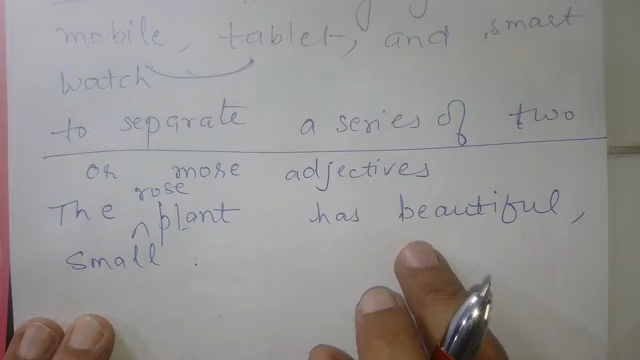 mobile, tablet, and smart
watch
to separate a series of two
or more adjectives
rose
The plant has beautiful,
small